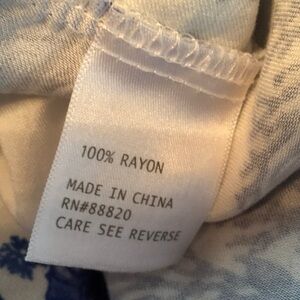 100% RAYON
MADE IN CHINA
RN#88820
CARE SEE REVERSE